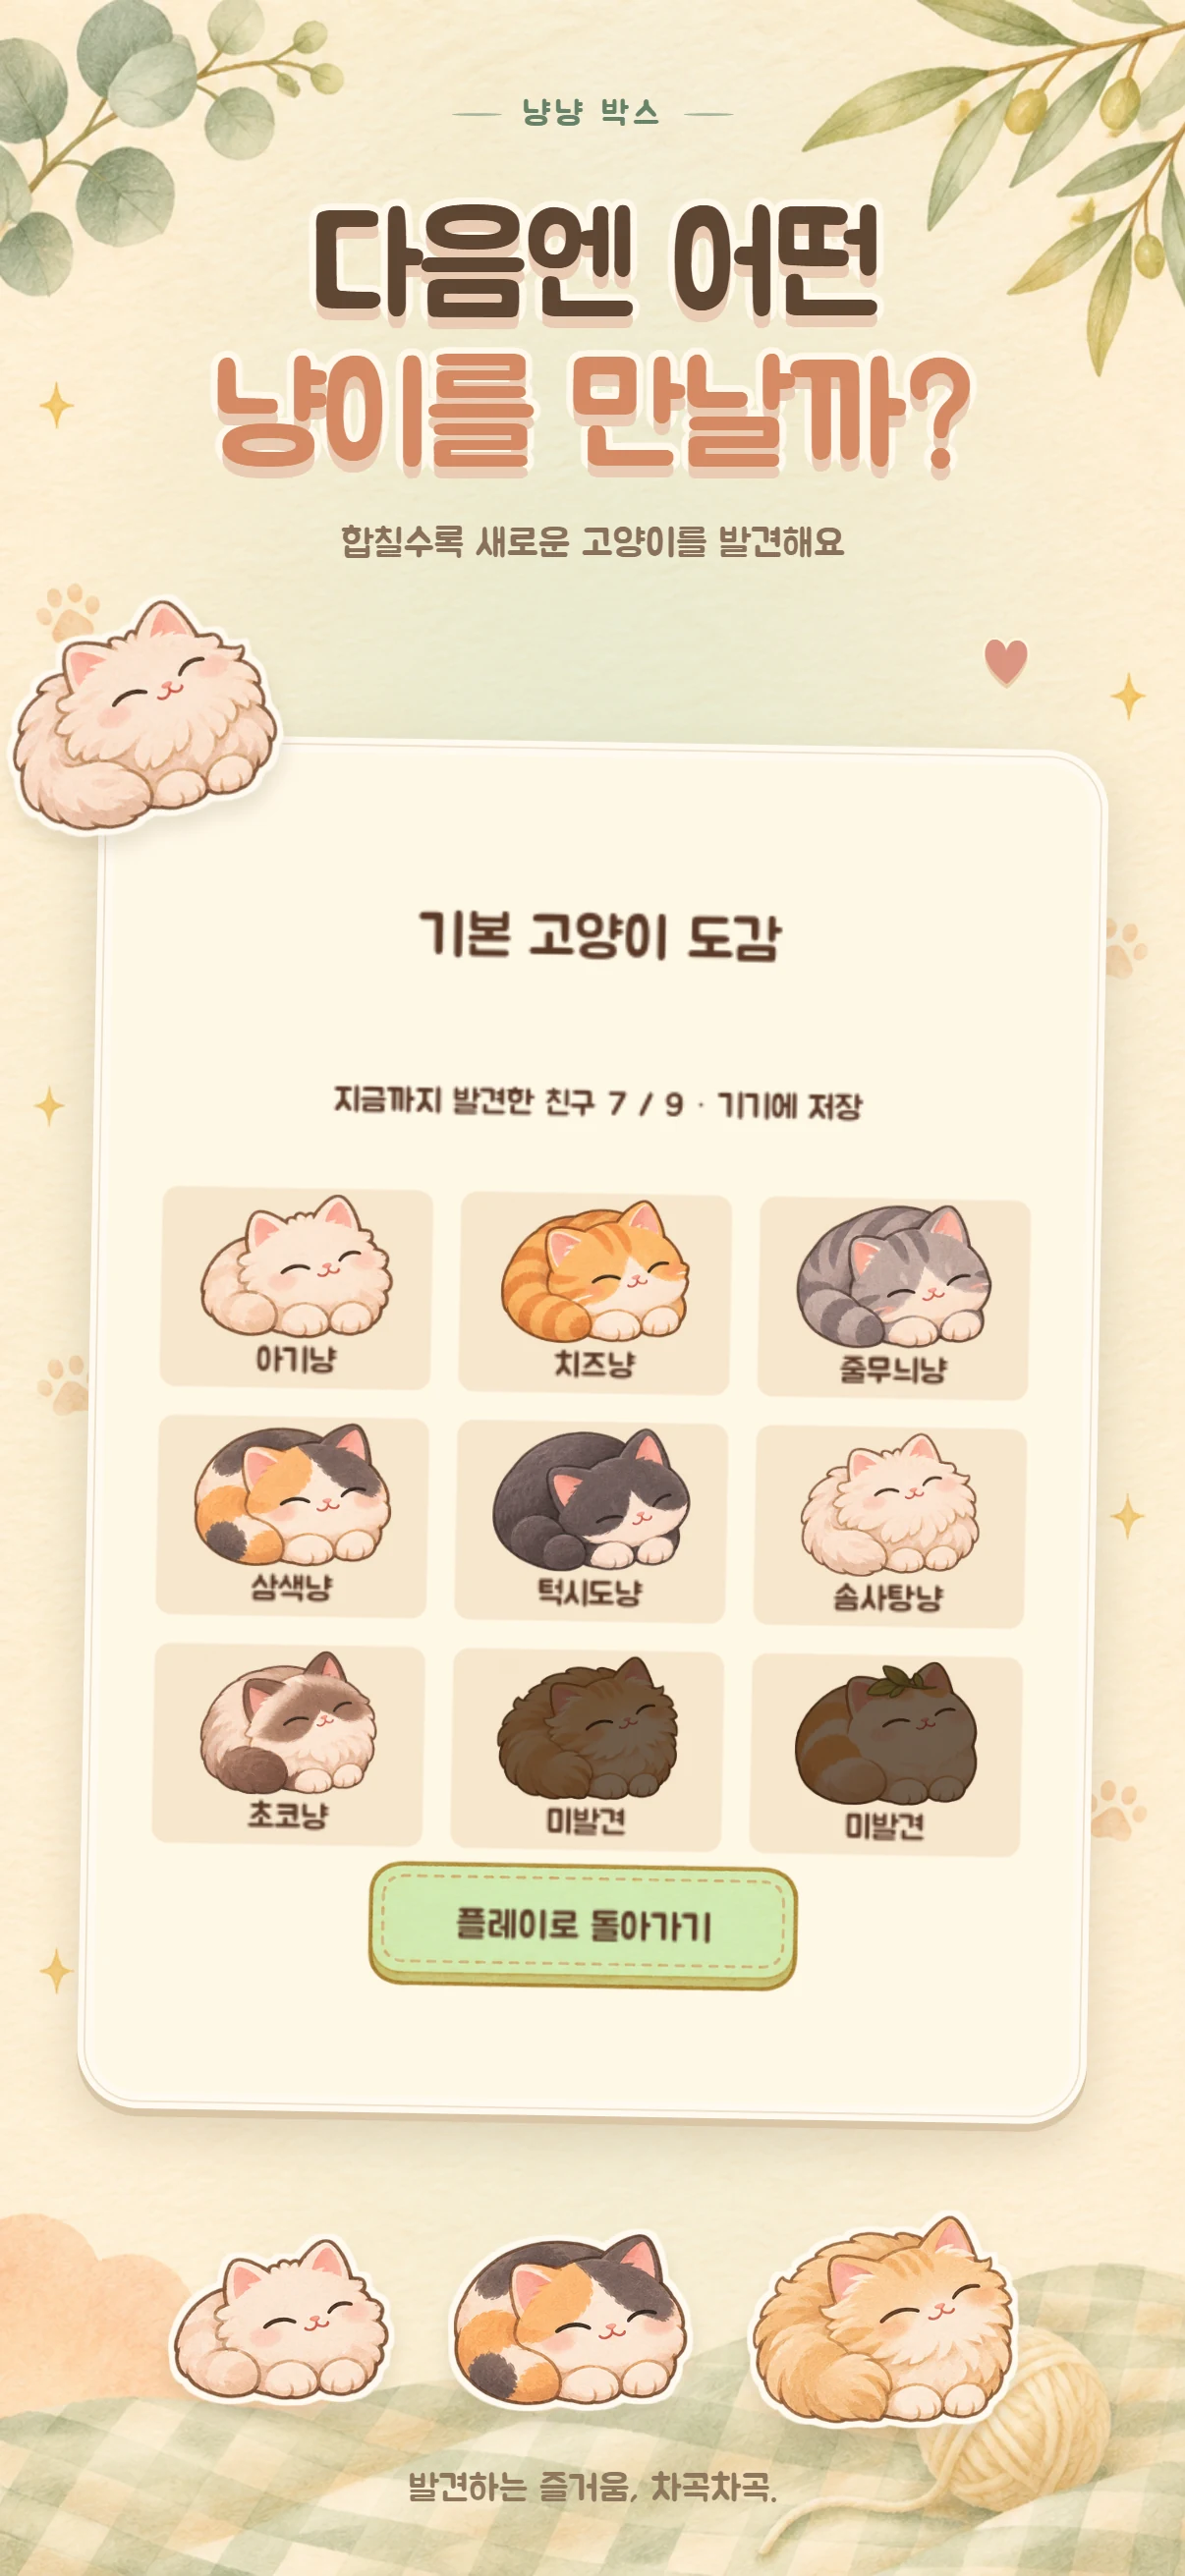 냥냥 박스
다음엔 어떤
냥이를 만날까?
합칠수록 새로운 고양이를 발견해요
기본 고양이 도감
지금까지 발견한 친구 7 / 9 · 기기에 저장
아기냥 치즈냥 줄무늬냥
삼색냥 턱시도냥 솜사탕냥
초코냥 미발견 미발견
플레이로 돌아가기
발견하는 즐거움, 차곡차곡.